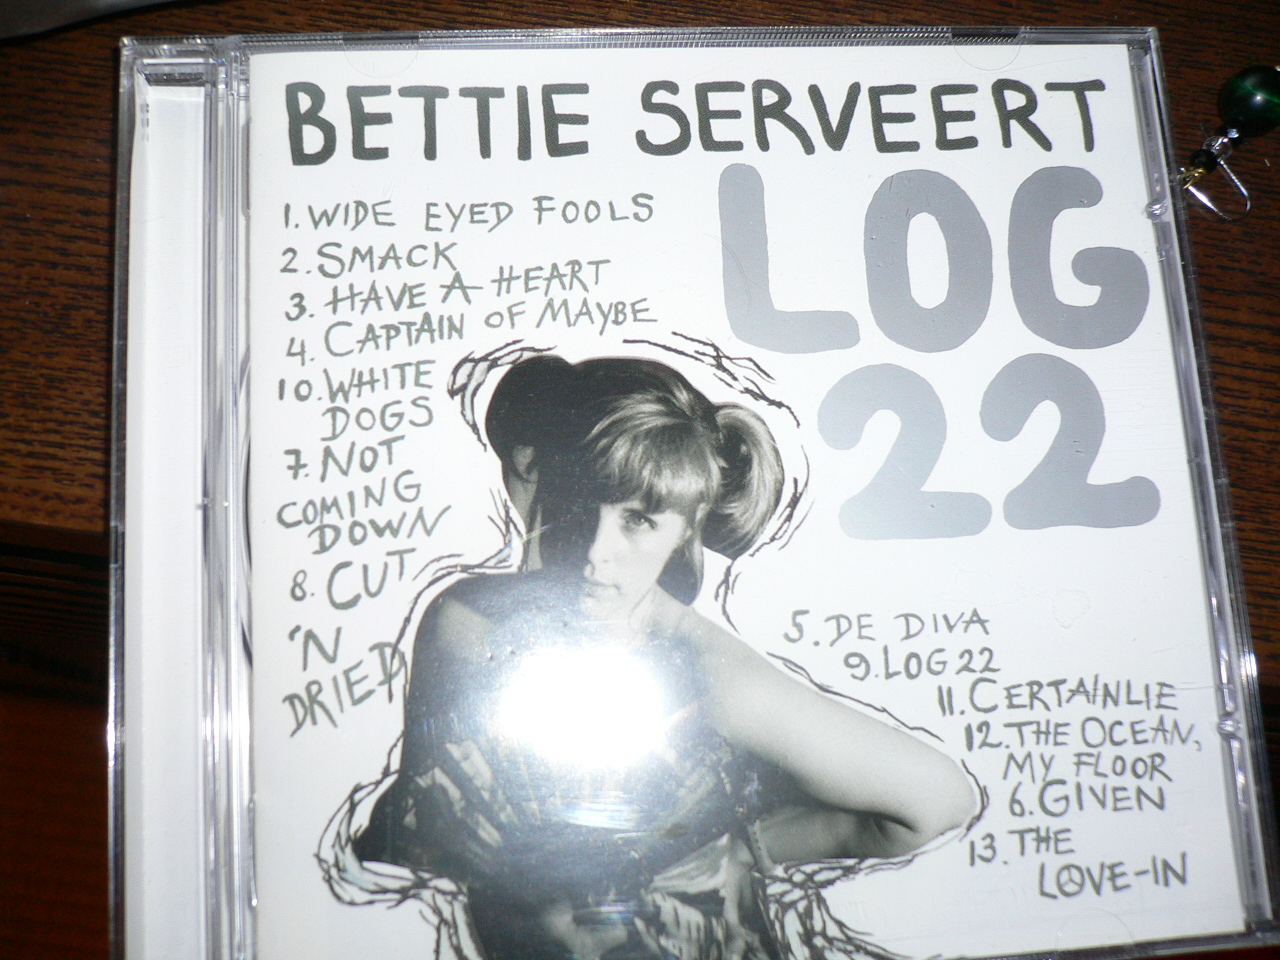 BETTIE SERVEERT
LOG
22
1. WIDE EYED FOOLS
2. SMACK
3. HAVE A HEART
4. CAPTAIN OF MAYBE
10. WHITE
DOGS
7. NOT
COMING
DOWN
8. CUT
'N
DRIED
5. DE DIVA
9. LOG 22
11. CERTAINLIE
12. THE OCEAN,
MY FLOOR
6. GIVEN
13. THE
LOVE-IN